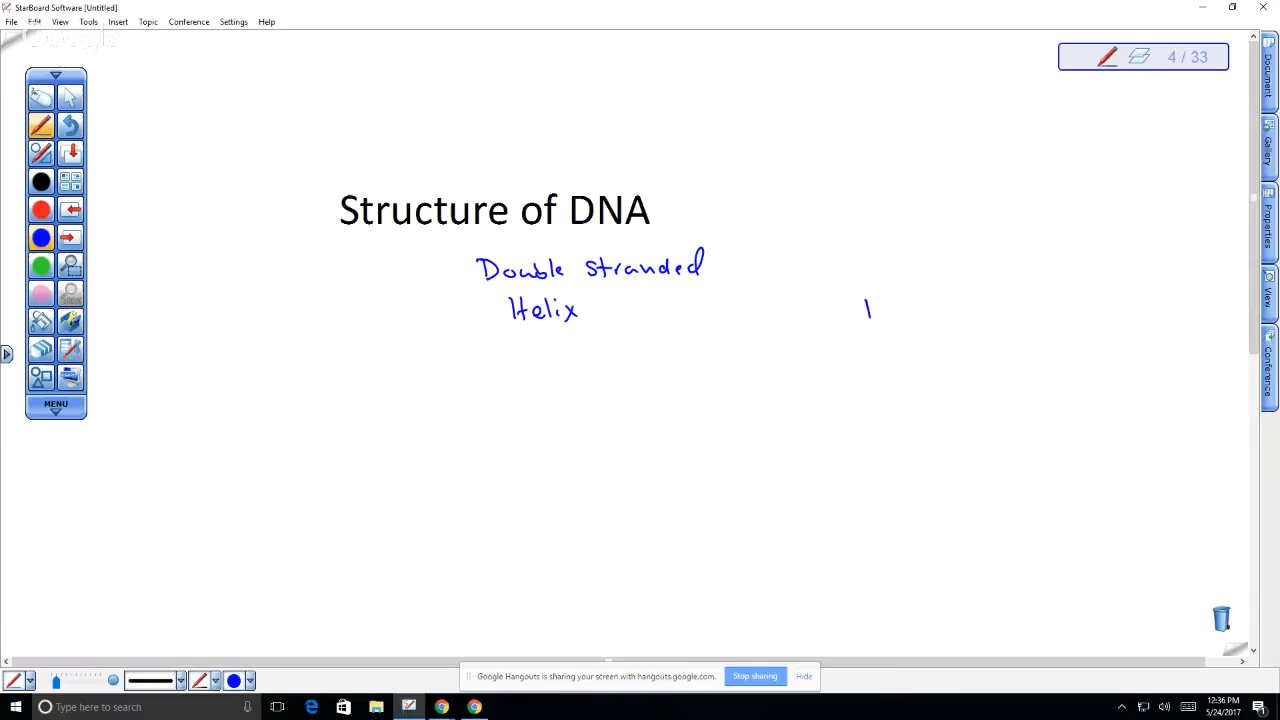 StarBoard Software [Untitled]
File Edit View Tools Insert Topic Conference Settings Help
4 / 33
Document
Gallery
Properties
View
Conference
Structure of DNA
Double Stranded
Helix
MENU
Google Hangouts is sharing your screen with hangouts.google.com. Stop sharing Hide
Type here to search
12:36 PM
5/24/2017